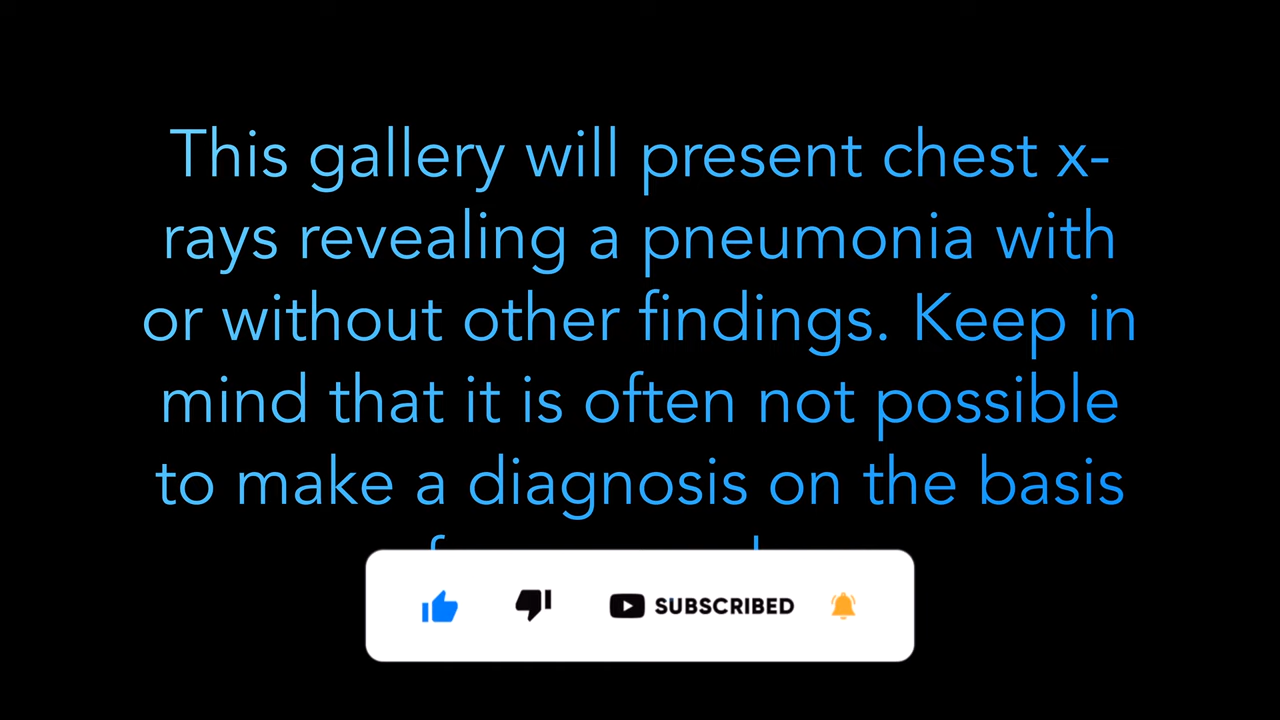 This gallery will present chest x-
rays revealing a pneumonia with
or without other findings. Keep in
mind that it is often not possible
to make a diagnosis on the basis
SUBSCRIBED